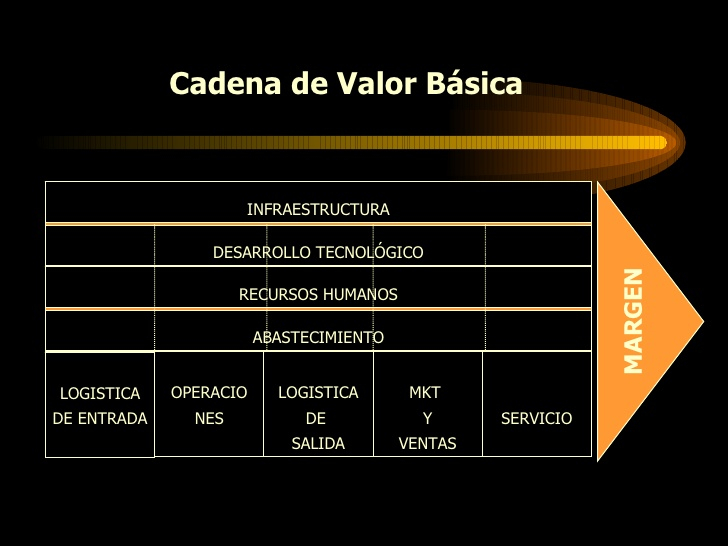 Cadena de Valor Básica
INFRAESTRUCTURA
DESARROLLO TECNOLÓGICO
RECURSOS HUMANOS
ABASTECIMIENTO
LOGISTICA
DE ENTRADA
OPERACIO
NES
LOGISTICA
DE
SALIDA
MKT
Y
VENTAS
SERVICIO
MARGEN